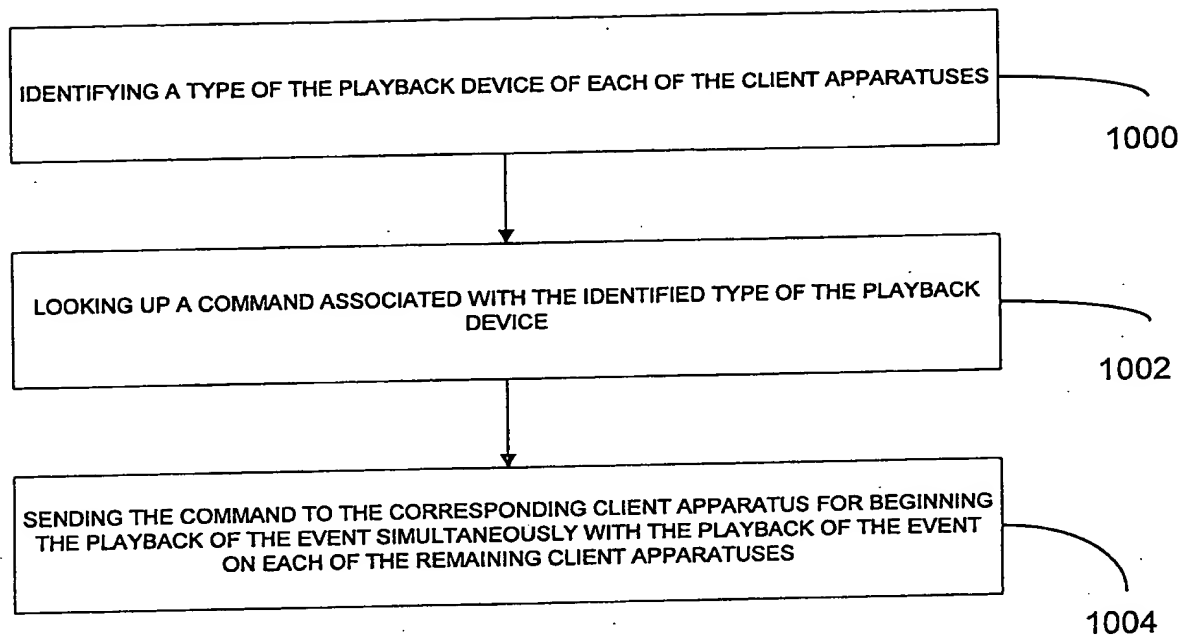 IDENTIFYING A TYPE OF THE PLAYBACK DEVICE OF EACH OF THE CLIENT APPARATUSES
1000
LOOKING UP A COMMAND ASSOCIATED WITH THE IDENTIFIED TYPE OF THE PLAYBACK
DEVICE
1002
SENDING THE COMMAND TO THE CORRESPONDING CLIENT APPARATUS FOR BEGINNING
THE PLAYBACK OF THE EVENT SIMULTANEOUSLY WITH THE PLAYBACK OF THE EVENT
ON EACH OF THE REMAINING CLIENT APPARATUSES
1004